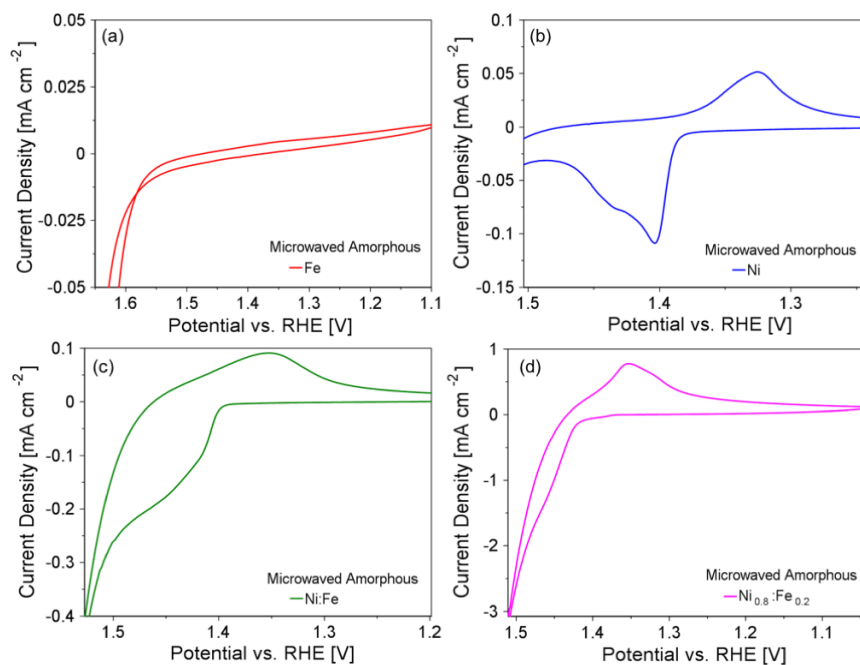 (a)
0.050
0.025
0
-0.025
-0.05
Current Density [mA cm⁻²]
Microwaved Amorphous
Fe
1.6 1.5 1.4 1.3 1.2 1.1
Potential vs. RHE [V]
(b)
0.10
0.05
0
-0.05
-0.1
-0.15
Current Density [mA cm⁻²]
Microwaved Amorphous
Ni
1.5 1.4 1.3
Potential vs. RHE [V]
(c)
0.1
0
-0.1
-0.2
-0.3
-0.4
Current Density [mA cm⁻²]
Microwaved Amorphous
Ni:Fe
1.5 1.4 1.3 1.2
Potential vs. RHE [V]
(d)
1
0
-1
-2
-3
Current Density [mA cm⁻²]
Microwaved Amorphous
Ni₀.₈:Fe₀.₂
1.5 1.4 1.3 1.2 1.1
Potential vs. RHE [V]